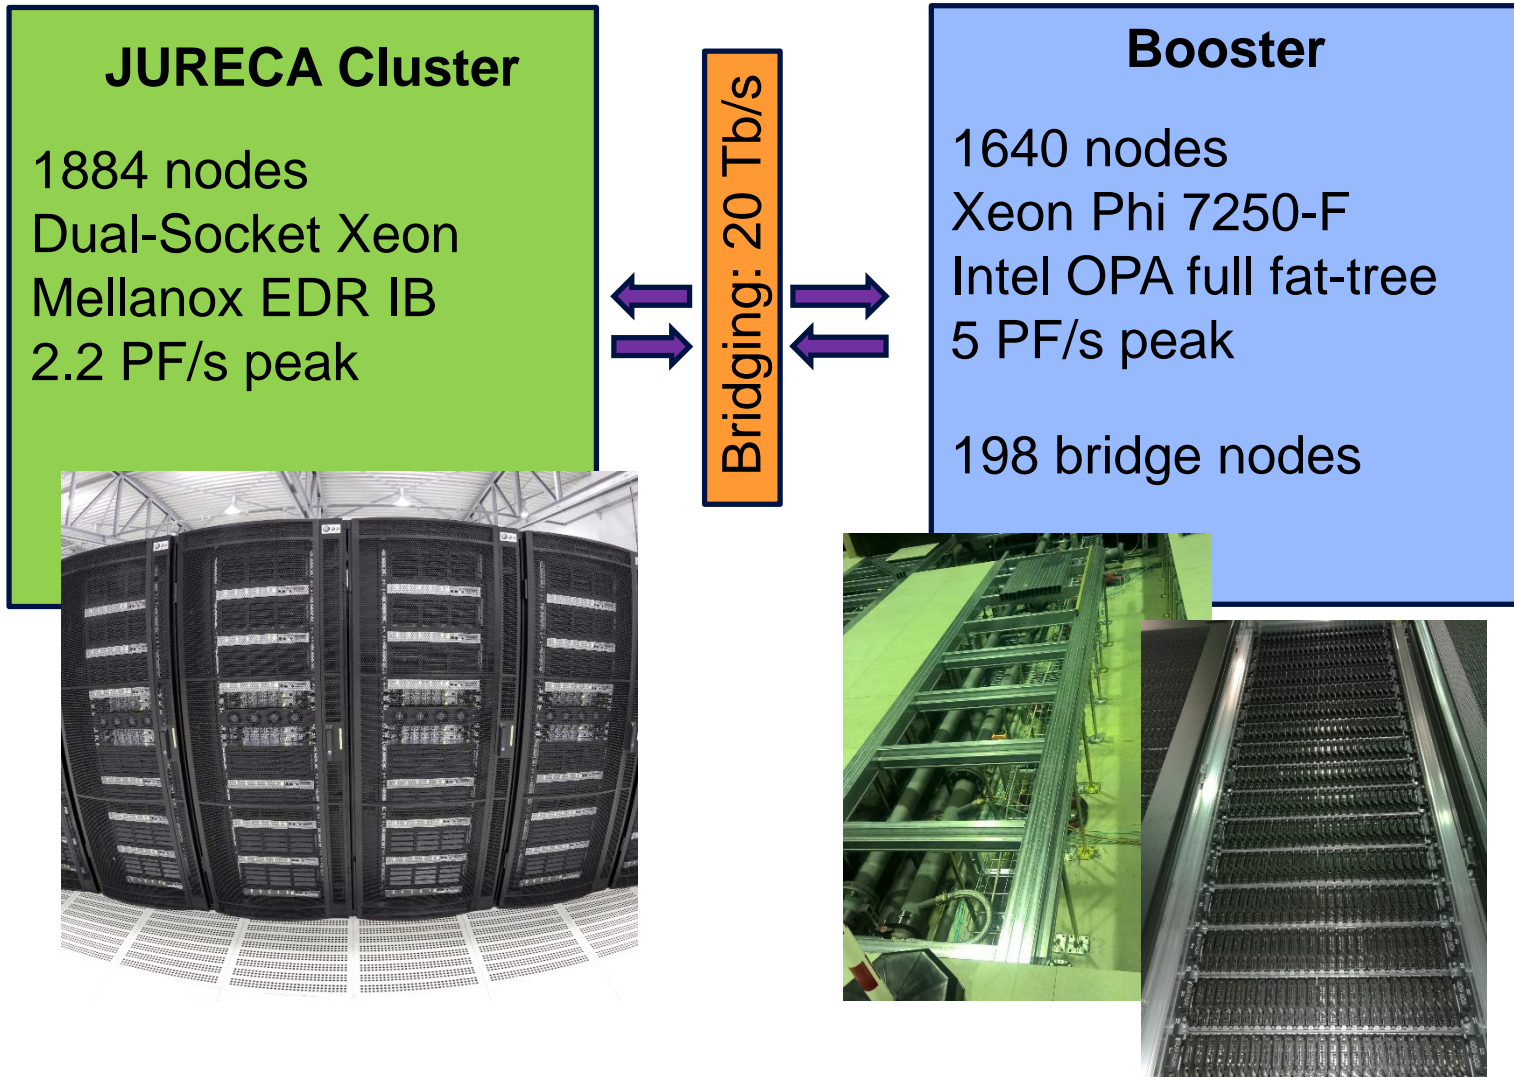 JURECA Cluster
1884 nodes
Dual-Socket Xeon
Mellanox EDR IB
2.2 PF/s peak
Bridging: 20 Tb/s
Booster
1640 nodes
Xeon Phi 7250-F
Intel OPA full fat-tree
5 PF/s peak
198 bridge nodes